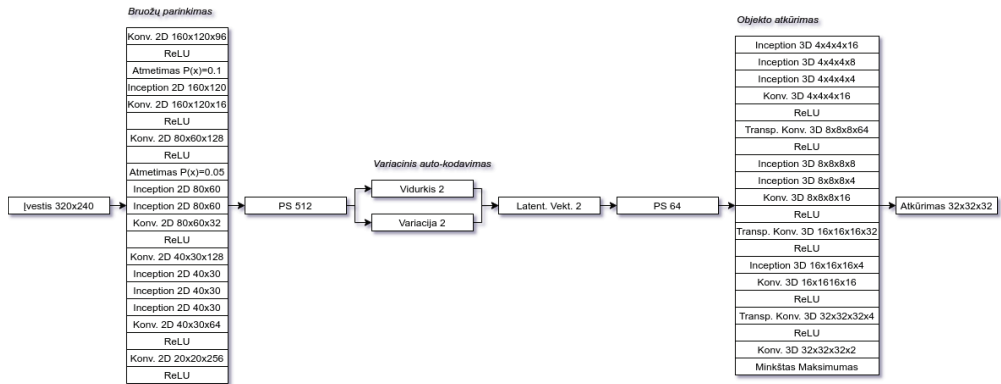 Bruožų parinkimas
Konv. 2D 160x120x96
ReLU
Atmetimas P(x)=0.1
Inception 2D 160x120
Konv. 2D 160x120x16
ReLU
Konv. 2D 80x60x128
ReLU
Atmetimas P(x)=0.05
Inception 2D 80x60
Inception 2D 80x60
Konv. 2D 80x60x32
ReLU
Konv. 2D 40x30x128
Inception 2D 40x30
Inception 2D 40x30
Inception 2D 40x30
Konv. 2D 40x30x64
ReLU
Konv. 2D 20x20x256
ReLU
Įvestis 320x240
PS 512
Variacinis auto-kodavimas
Vidurkis 2
Variacija 2
Latent. Vekt. 2
PS 64
Objekto atkūrimas
Inception 3D 4x4x4x16
Inception 3D 4x4x4x8
Inception 3D 4x4x4x4
Konv. 3D 4x4x4x16
ReLU
Transp. Konv. 3D 8x8x8x64
ReLU
Inception 3D 8x8x8x8
Inception 3D 8x8x8x4
Konv. 3D 8x8x8x16
ReLU
Transp. Konv. 3D 16x16x16x32
ReLU
Inception 3D 16x16x16x4
Konv. 3D 16x1616x16
ReLU
Transp. Konv. 3D 32x32x32x4
ReLU
Konv. 3D 32x32x32x2
Minkštas Maksimumas
Atkūrimas 32x32x32